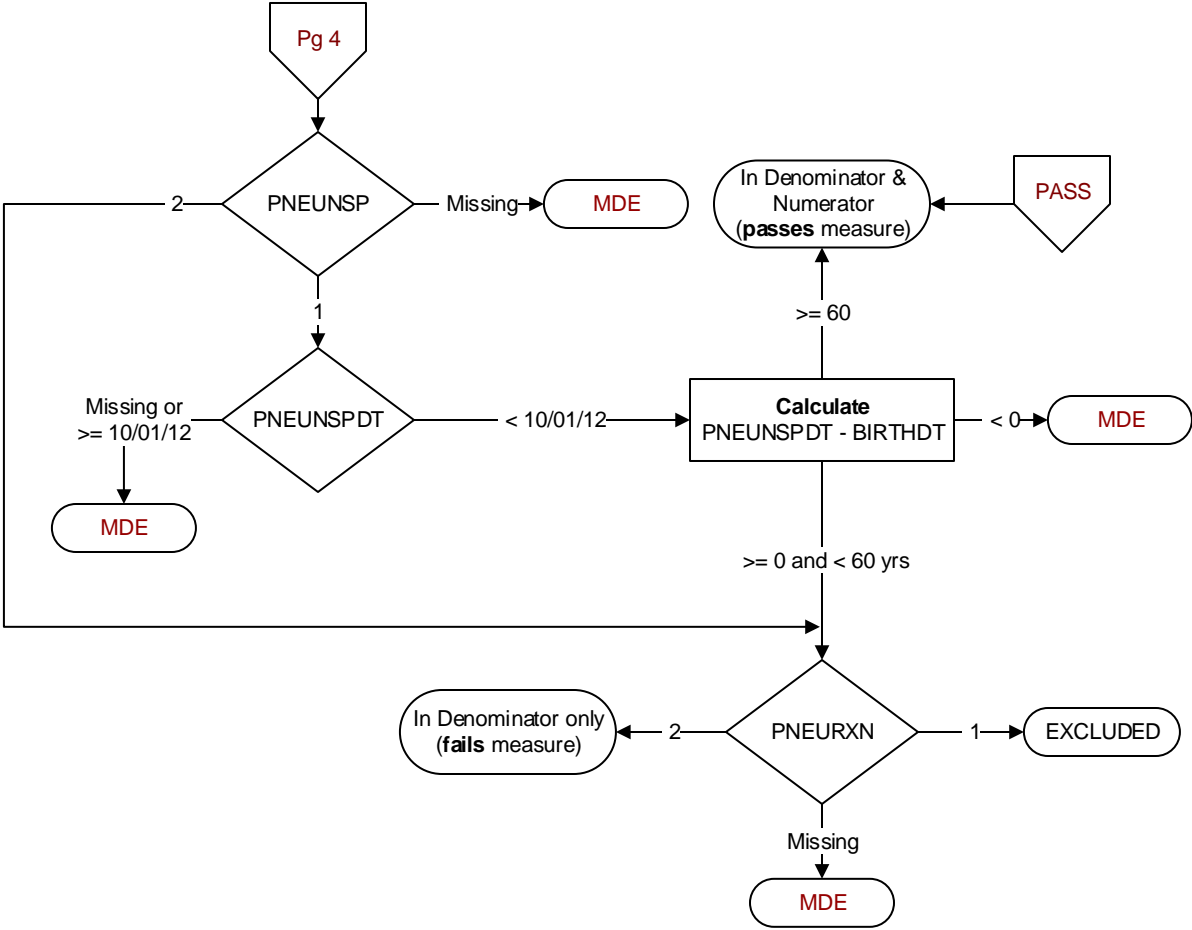 Pg 4
PNEUNSP
2
Missing
MDE
In Denominator &
Numerator
(passes measure)
PASS
1
>= 60
PNEUNSPDT
Missing or
>= 10/01/12
< 10/01/12
Calculate
PNEUNSPDT - BIRTHDT
< 0
MDE
MDE
>= 0 and < 60 yrs
In Denominator only
(fails measure)
2
PNEURXN
1
EXCLUDED
Missing
MDE